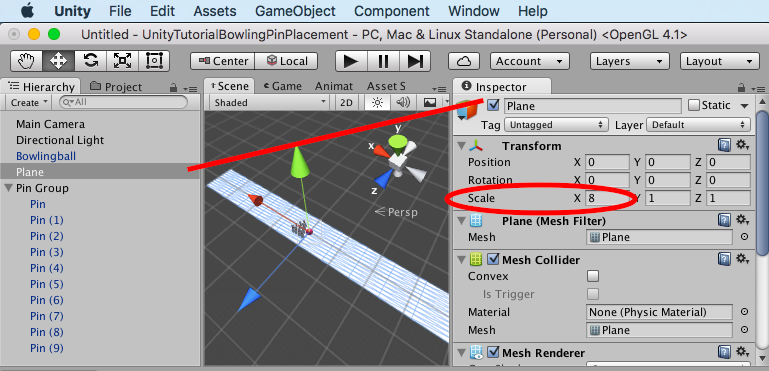 Unity File Edit Assets GameObject Component Window Help
Untitled - UnityTutorialBowlingPinPlacement - PC, Mac & Linux Standalone (Personal) <OpenGL 4.1>
Center Local Account Layers Layout
Hierarchy Project
Create All
Main Camera
Directional Light
Bowlingball
Plane
Pin Group
Pin
Pin (1)
Pin (2)
Pin (3)
Pin (4)
Pin (5)
Pin (6)
Pin (7)
Pin (8)
Pin (9)
Scene Game Animat Asset S
Shaded 2D
y
x
z
Persp
Inspector
Plane Static
Tag Untagged Layer Default
Transform
Position X 0 Y 0 Z 0
Rotation X 0 Y 0 Z 0
Scale X 8 Y 1 Z 1
Plane (Mesh Filter)
Mesh Plane
Mesh Collider
Convex
Is Trigger
Material None (Physic Material)
Mesh Plane
Mesh Renderer